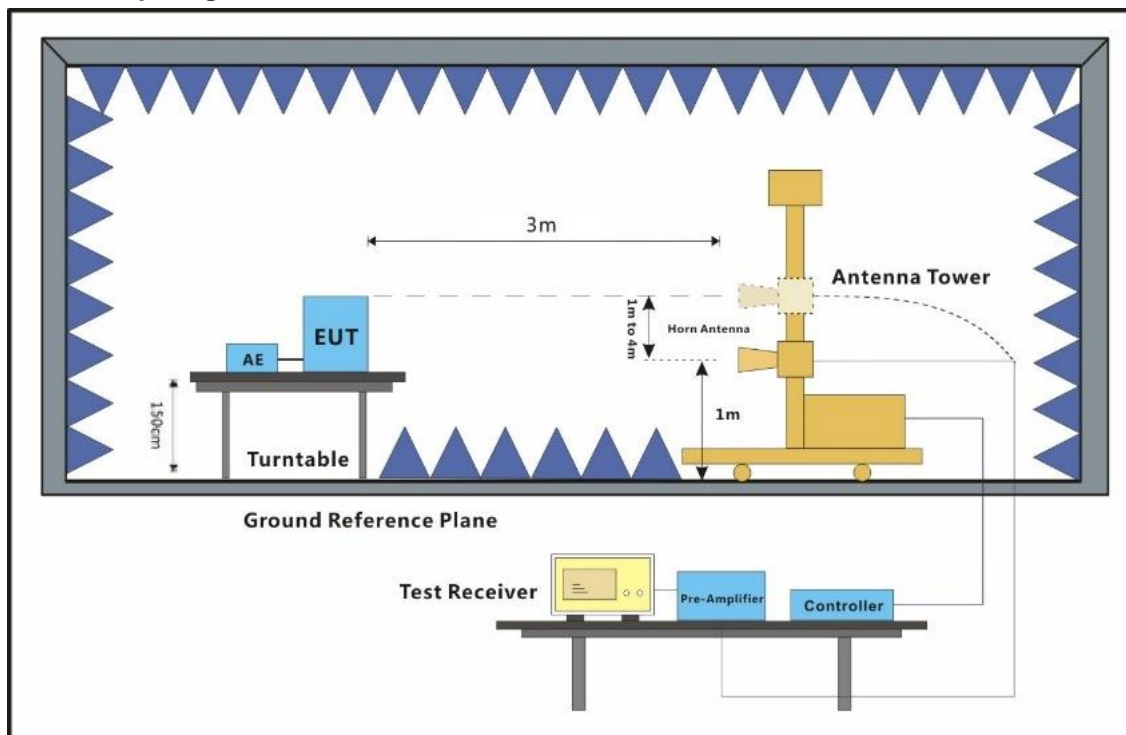 3m
Antenna Tower
1m to 4m
Horn Antenna
EUT
AE
150cm
1m
Turntable
Ground Reference Plane
Test Receiver
Pre-Amplifier
Controller